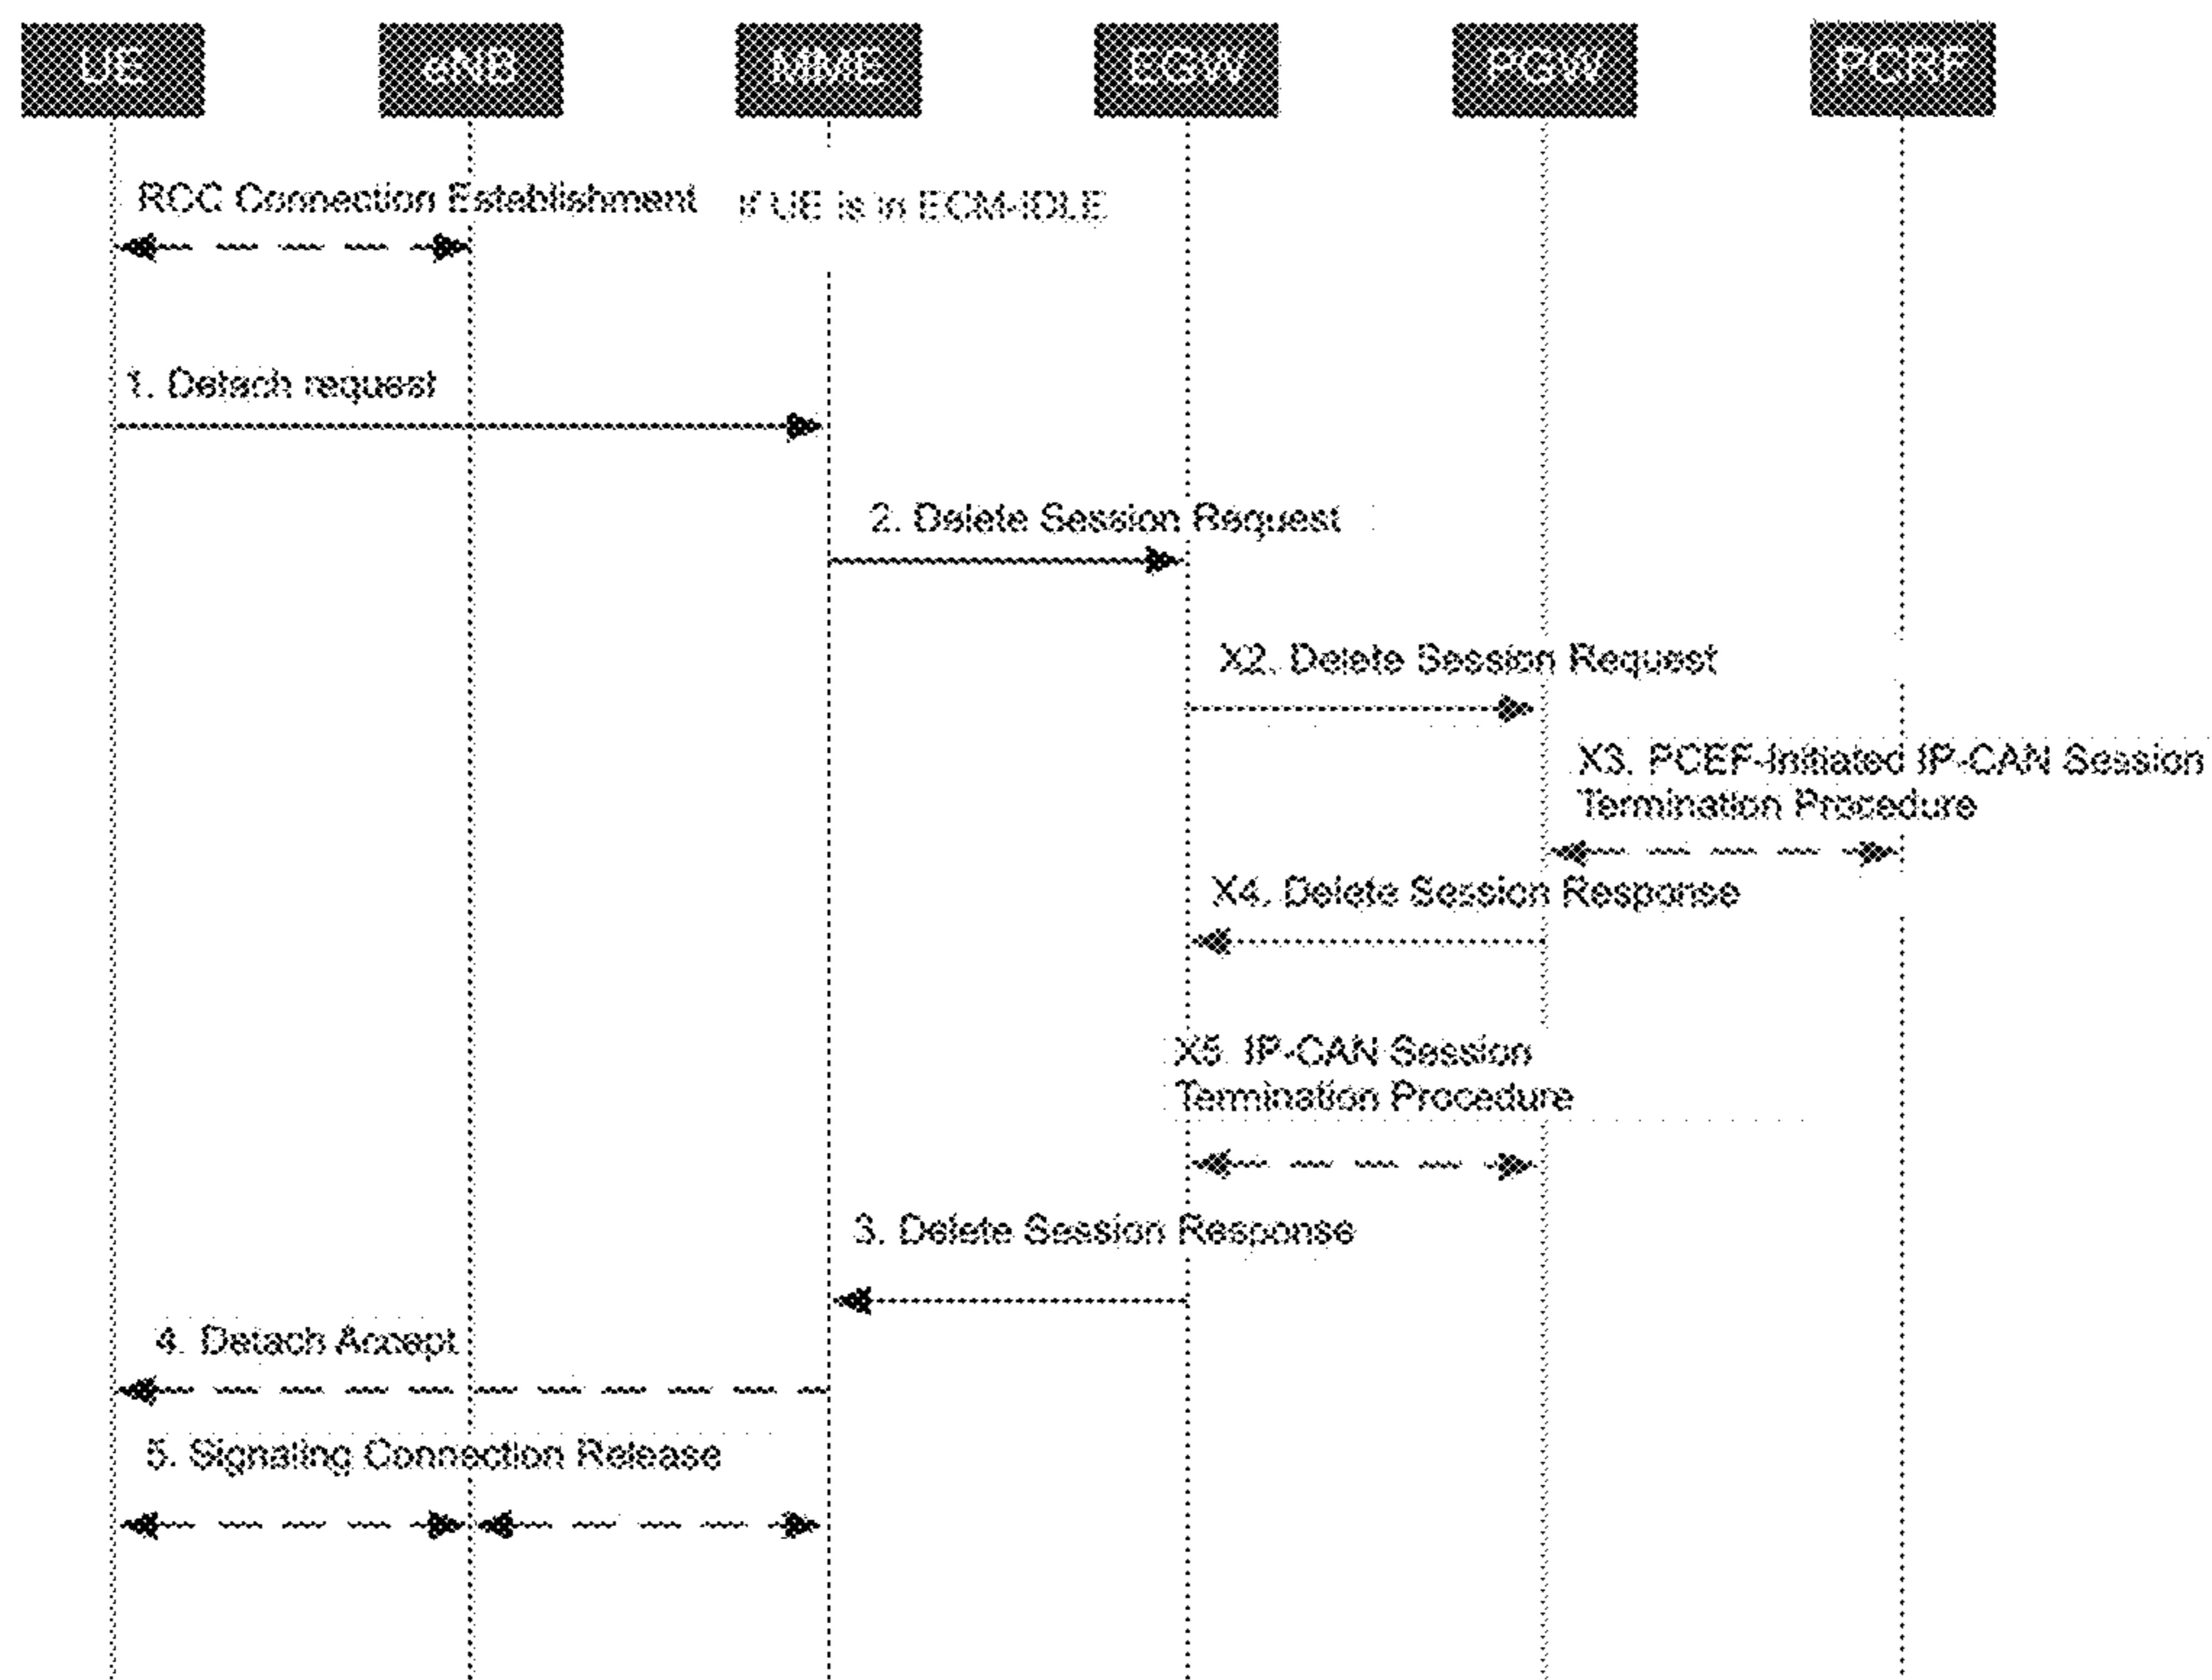 UE eNB MME EGW PGW PCRF
RCC Connection Establishment
If UE is in ECM-IDLE
1. Detach request
2. Delete Session Request
X2. Delete Session Request
X3. PCEF-Initiated IP-CAN Session
Termination Procedure
X4. Delete Session Response
X5. IP-CAN Session
Termination Procedure
3. Delete Session Response
4. Detach Accept
5. Signaling Connection Release